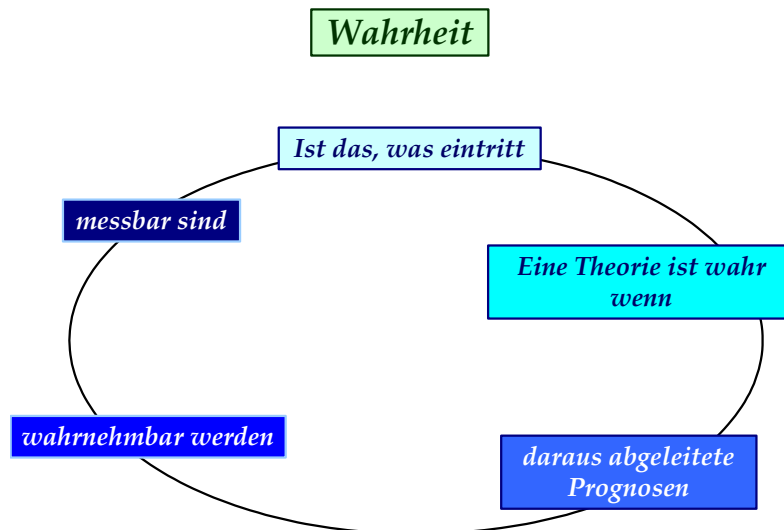 Wahrheit
Ist das, was eintritt
Eine Theorie ist wahr
wenn
daraus abgeleitete
Prognosen
wahrnehmbar werden
messbar sind